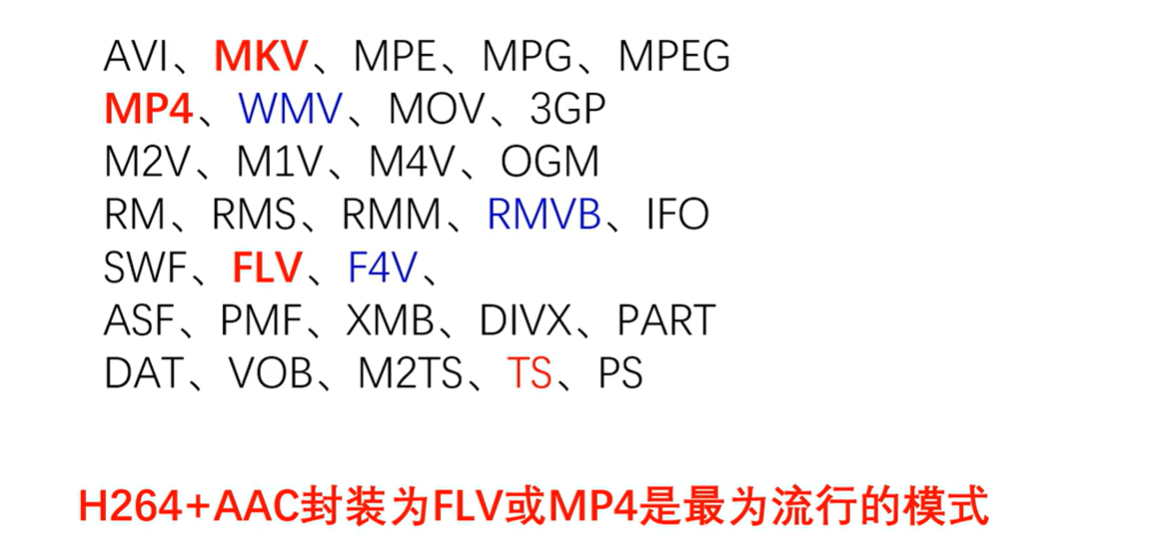 AVI、MKV、MPE、MPG、MPEG
MP4、WMV、MOV、3GP
M2V、M1V、M4V、OGM
RM、RMS、RMM、RMVB、IFO
SWF、FLV、F4V、
ASF、PMF、XMB、DIVX、PART
DAT、VOB、M2TS、TS、PS
H264+AAC封装为FLV或MP4是最为流行的模式